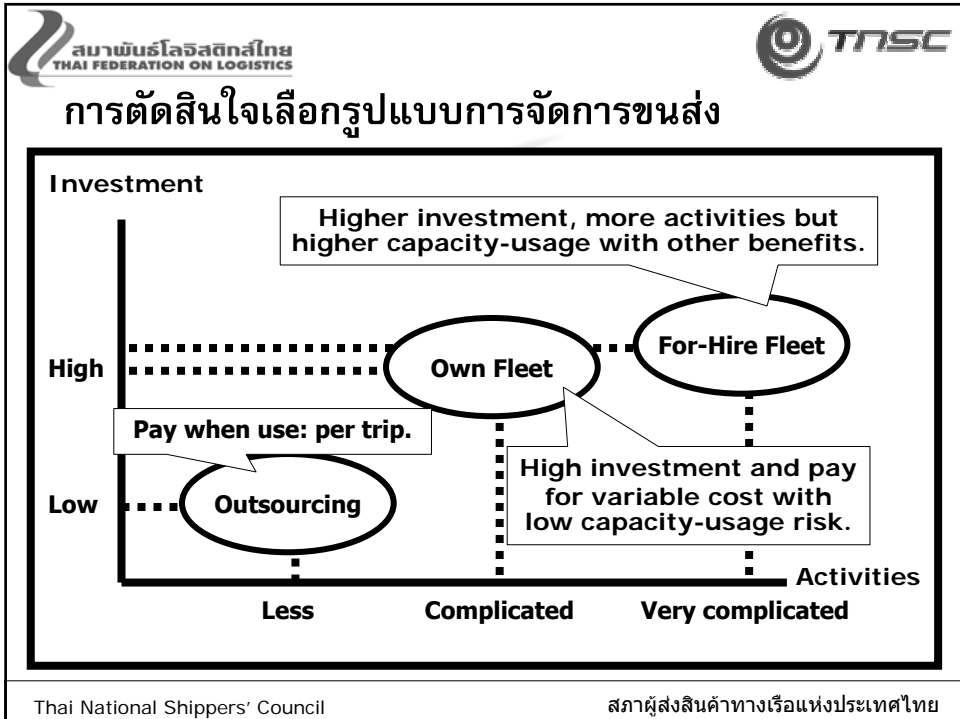 สมาพันธ์โลจิสติกส์ไทย
THAI FEDERATION ON LOGISTICS
TNSC
การตัดสินใจเลือกรูปแบบการจัดการขนส่ง
Investment
Higher investment, more activities but
higher capacity-usage with other benefits.
For-Hire Fleet
High
Own Fleet
Pay when use: per trip.
High investment and pay
for variable cost with
low capacity-usage risk.
Low
Outsourcing
Activities
Less
Complicated
Very complicated
Thai National Shippers' Council
สภาผู้ส่งสินค้าทางเรือแห่งประเทศไทย